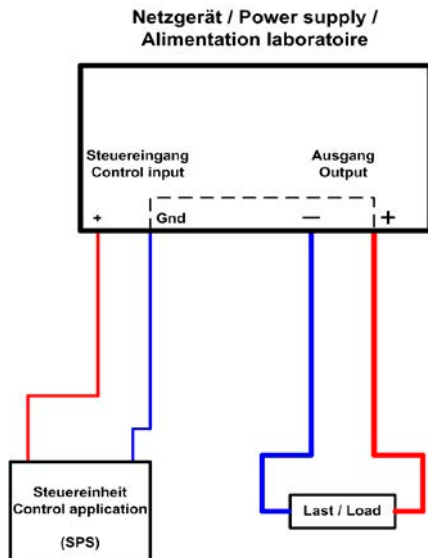 Netzgerät / Power supply /
Alimentation laboratoire
Steuereingang
Control input
Ausgang
Output
+
Gnd
—
+
Steuereinheit
Control application
(SPS)
Last / Load